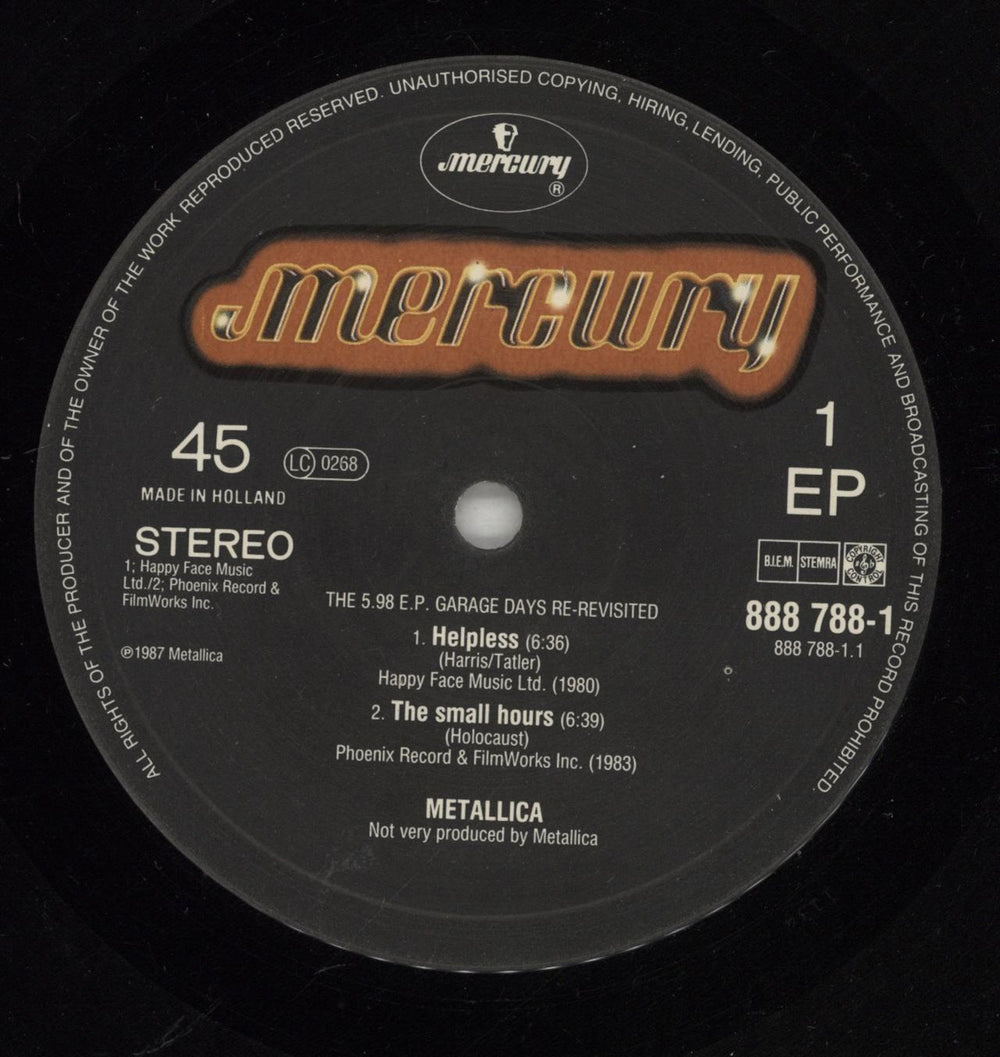 ALL RIGHTS OF THE PRODUCER AND OF THE OWNER OF THE WORK REPRODUCED RESERVED. UNAUTHORISED COPYING, HIRING, LENDING, PUBLIC PERFORMANCE AND BROADCASTING OF THIS RECORD PROHIBITED.
mercury
®
mercury
45
LC 0268
MADE IN HOLLAND
STEREO
1; Happy Face Music
Ltd./2; Phoenix Record &
FilmWorks Inc.
℗1987 Metallica
1
EP
B.I.E.M. STEMRA COPYRIGHT CONTROL
888 788-1
888 788-1.1
THE 5.98 E.P. GARAGE DAYS RE-REVISITED
1. Helpless (6:36)
(Harris/Tatler)
Happy Face Music Ltd. (1980)
2. The small hours (6:39)
(Holocaust)
Phoenix Record & FilmWorks Inc. (1983)
METALLICA
Not very produced by Metallica